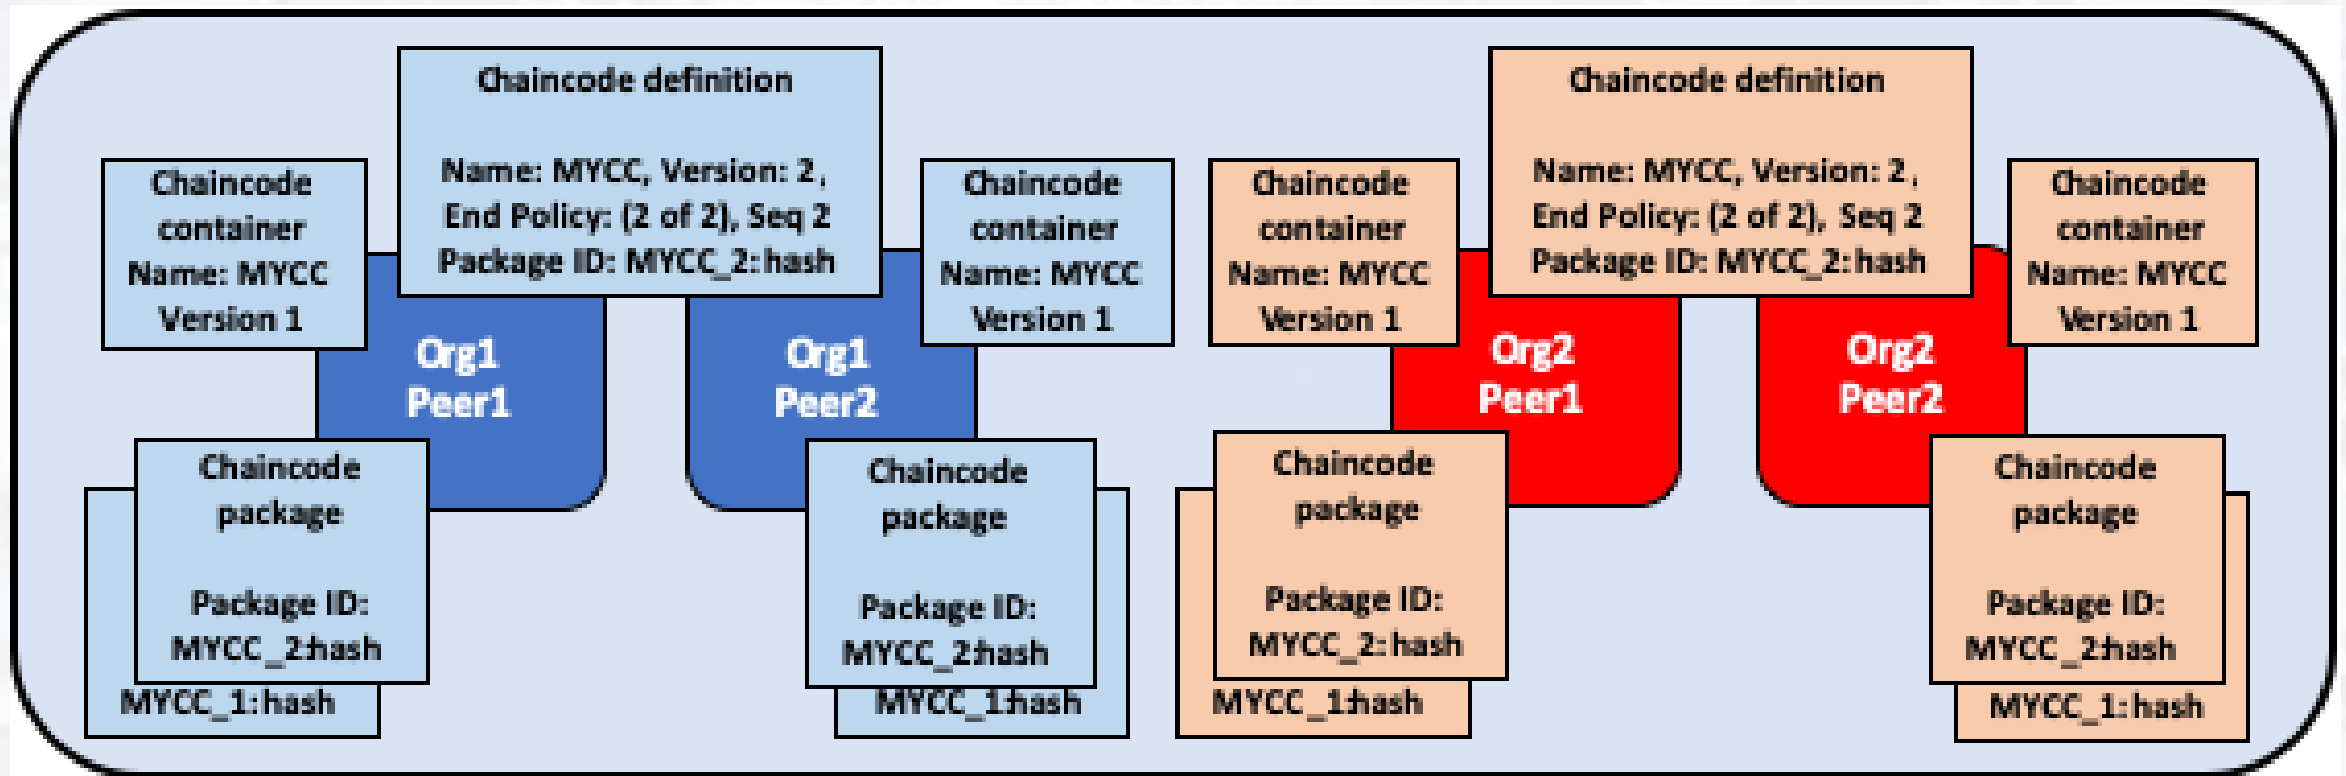 Chaincode definition
Name: MYCC, Version: 2,
End Policy: (2 of 2), Seq 2
Package ID: MYCC_2:hash
Chaincode
container
Name: MYCC
Version 1
Chaincode
container
Name: MYCC
Version 1
Org1
Peer1
Org1
Peer2
Chaincode
package
Package ID:
MYCC_2:hash
MYCC_1:hash
Chaincode
package
Package ID:
MYCC_2:hash
MYCC_1:hash
Chaincode definition
Name: MYCC, Version: 2,
End Policy: (2 of 2), Seq 2
Package ID: MYCC_2:hash
Chaincode
container
Name: MYCC
Version 1
Chaincode
container
Name: MYCC
Version 1
Org2
Peer1
Org2
Peer2
Chaincode
package
Package ID:
MYCC_2:hash
MYCC_1:hash
Chaincode
package
Package ID:
MYCC_2:hash
MYCC_1:hash